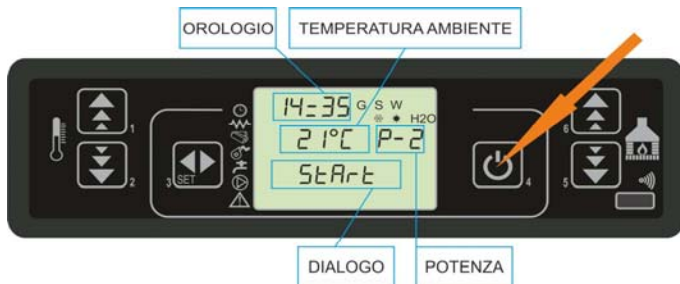 OROLOGIO TEMPERATURA AMBIENTE
14:35 G S W
H2O
21°C P-2
StArt
1
2
3
SET
4
5
6
DIALOGO POTENZA